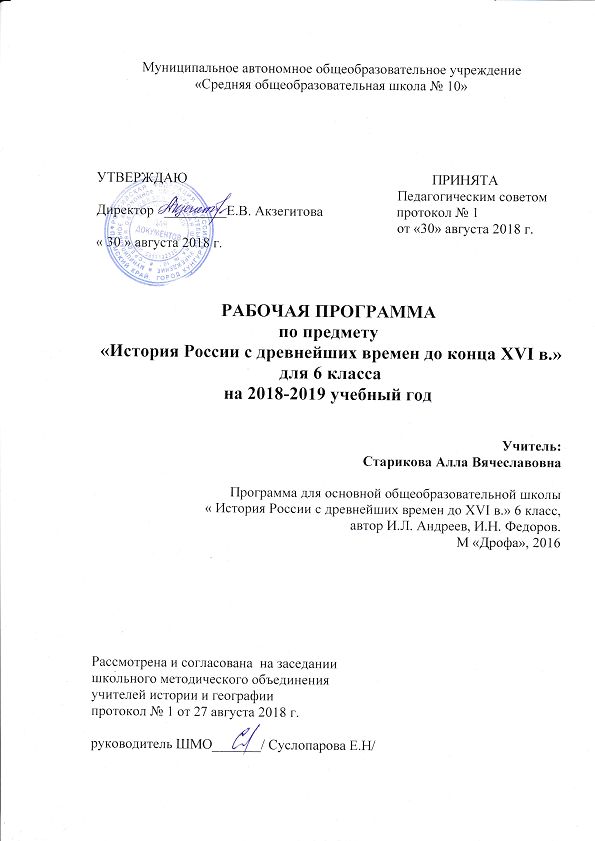 Муниципальное автономное общеобразовательное учреждение
«Средняя общеобразовательная школа № 10»
УТВЕРЖДАЮ
Директор ________Е.В. Акзегитова
« 30 » августа 2018 г.
ДОКУМЕНТОВ
ПРИНЯТА
Педагогическим советом
протокол № 1
от «30» августа 2018 г.
РАБОЧАЯ ПРОГРАММА
по предмету
«История России с древнейших времен до конца XVI в.»
для 6 класса
на 2018-2019 учебный год
Учитель:
Старикова Алла Вячеславовна
Программа для основной общеобразовательной школы
« История России с древнейших времен до XVI в.» 6 класс,
автор И.Л. Андреев, И.Н. Федоров.
М «Дрофа», 2016
Рассмотрена и согласована на заседании
школьного методического объединения
учителей истории и географии
протокол № 1 от 27 августа 2018 г.
руководитель ШМО_______/ Суслопарова Е.Н/